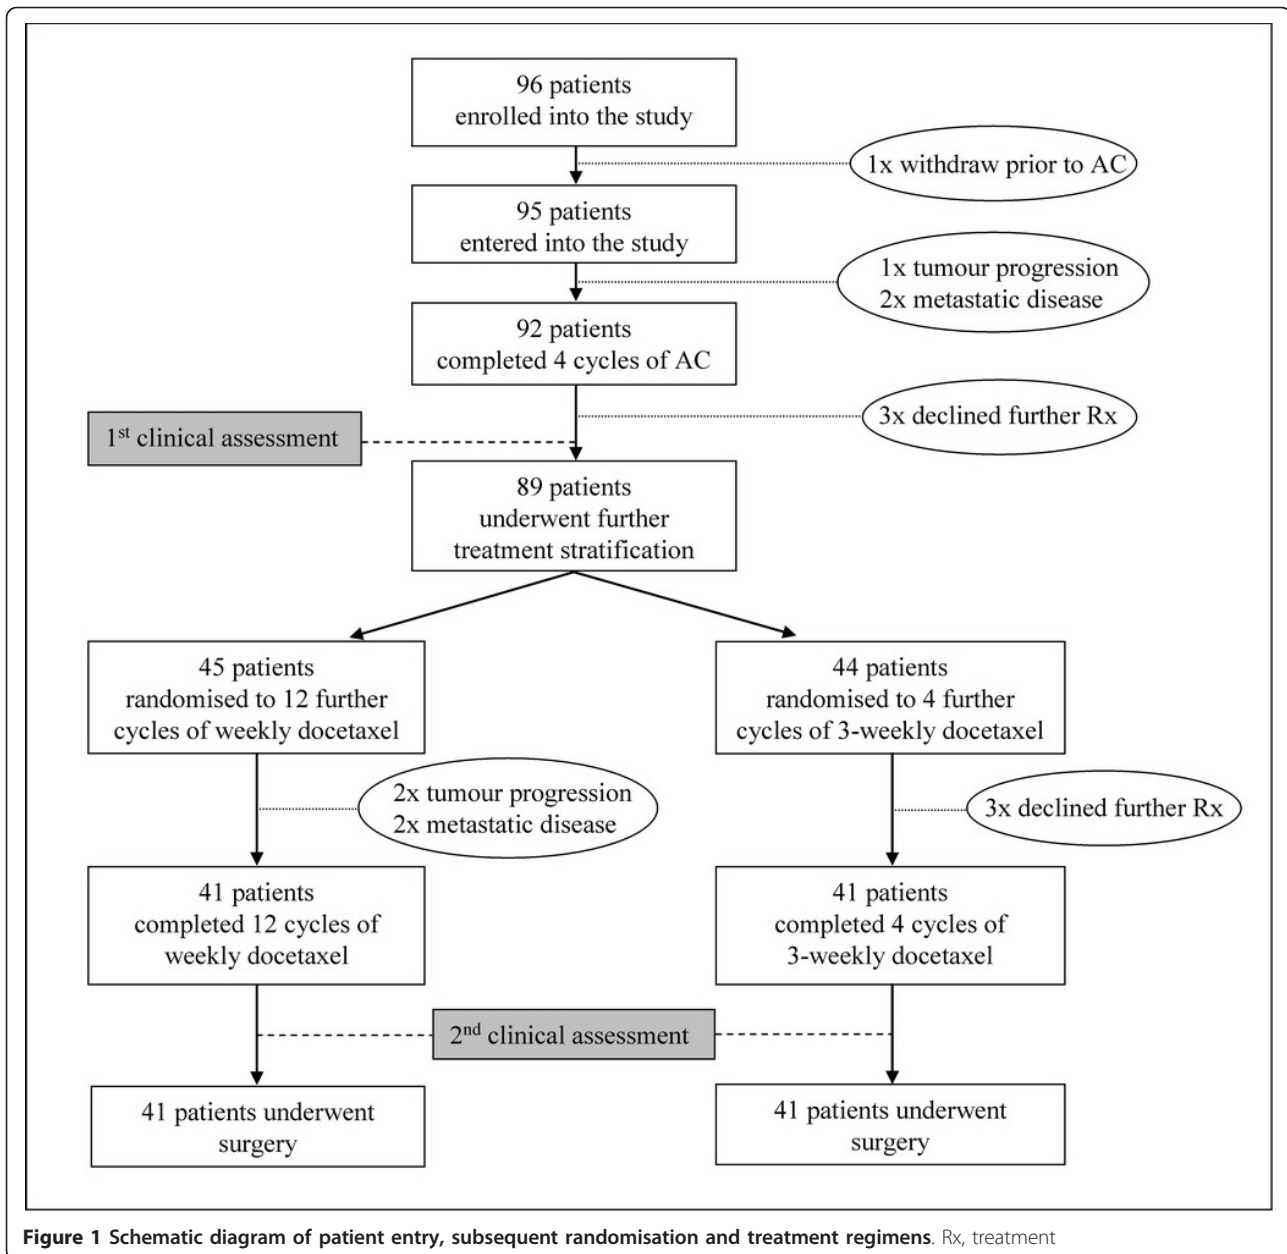 96 patients
enrolled into the study
1x withdraw prior to AC
95 patients
entered into the study
1x tumour progression
2x metastatic disease
92 patients
completed 4 cycles of AC
3x declined further Rx
1st clinical assessment
89 patients
underwent further
treatment stratification
45 patients
randomised to 12 further
cycles of weekly docetaxel
44 patients
randomised to 4 further
cycles of 3-weekly docetaxel
2x tumour progression
2x metastatic disease
3x declined further Rx
41 patients
completed 12 cycles of
weekly docetaxel
41 patients
completed 4 cycles of
3-weekly docetaxel
2nd clinical assessment
41 patients underwent
surgery
41 patients underwent
surgery
Figure 1 Schematic diagram of patient entry, subsequent randomisation and treatment regimens. Rx, treatment